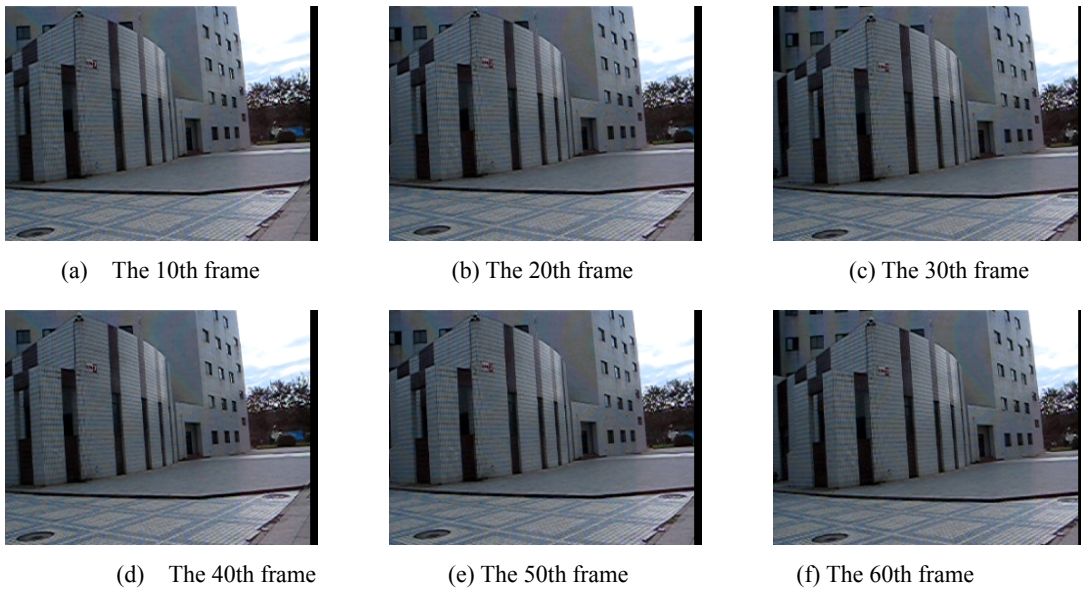 (a) The 10th frame
(b) The 20th frame
(c) The 30th frame
(d) The 40th frame
(e) The 50th frame
(f) The 60th frame